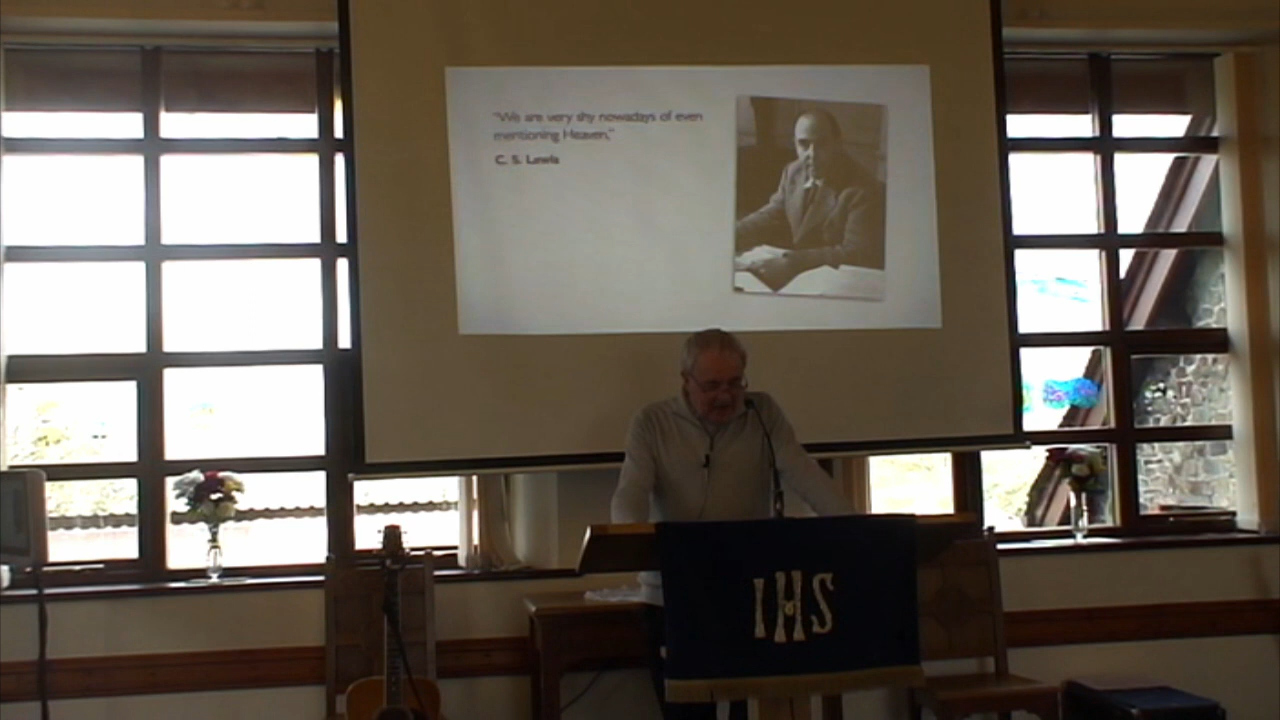 "We are very shy nowadays of even
mentioning Heaven,"
C. S. Lewis
IHS